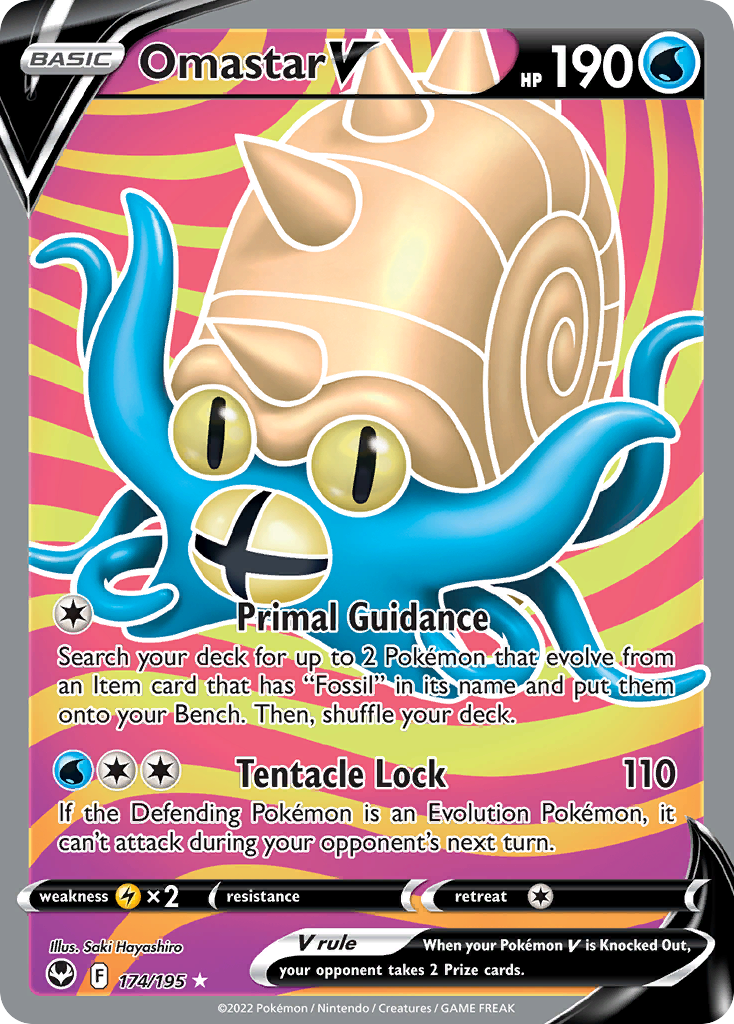 BASIC Omastar V HP 190
Primal Guidance
Search your deck for up to 2 Pokémon that evolve from
an Item card that has “Fossil” in its name and put them
onto your Bench. Then, shuffle your deck.
Tentacle Lock 110
If the Defending Pokémon is an Evolution Pokémon, it
can’t attack during your opponent’s next turn.
weakness ×2 resistance retreat
Illus. Saki Hayashiro
V rule When your Pokémon V is Knocked Out,
your opponent takes 2 Prize cards.
F 174/195 ★
©2022 Pokémon / Nintendo / Creatures / GAME FREAK